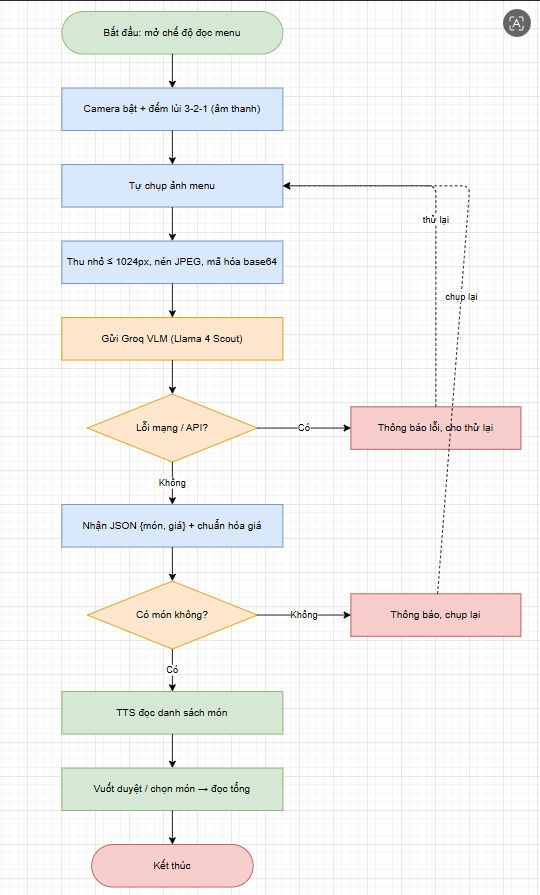 Bắt đầu: mở chế độ đọc menu
Camera bật + đếm lùi 3-2-1 (âm thanh)
Tự chụp ảnh menu
thử lại
Thu nhỏ ≤ 1024px, nén JPEG, mã hóa base64
chụp lại
Gửi Groq VLM (Llama 4 Scout)
Lỗi mạng / API?
Có
Thông báo lỗi, cho thử lại
Không
Nhận JSON {món, giá} + chuẩn hóa giá
Có món không?
Không
Thông báo, chụp lại
Có
TTS đọc danh sách món
Vuốt duyệt / chọn món → đọc tổng
Kết thúc